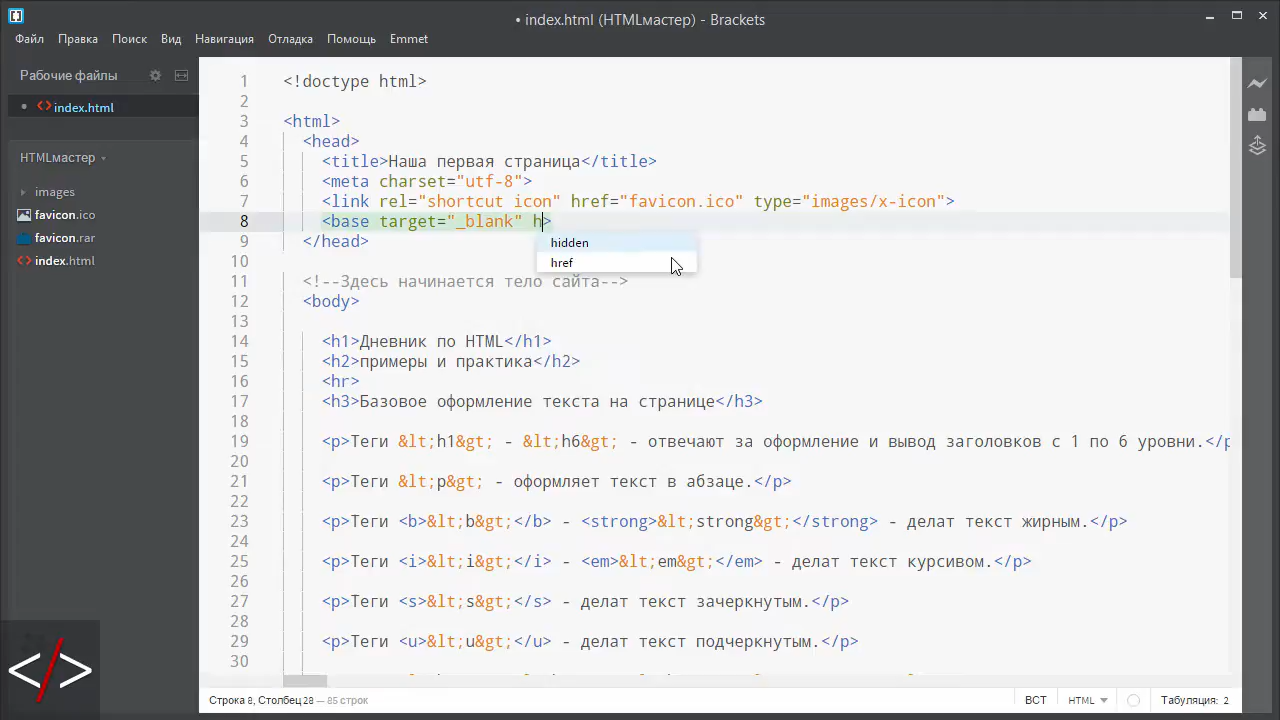 • index.html (HTMLмастер) - Brackets
Файл Правка Поиск Вид Навигация Отладка Помощь Emmet
Рабочие файлы
• <> index.html
HTMLмастер
images
favicon.ico
favicon.rar
<> index.html
1 <!doctype html>
2
3 <html>
4 <head>
5 <title>Наша первая страница</title>
6 <meta charset="utf-8">
7 <link rel="shortcut icon" href="favicon.ico" type="images/x-icon">
8 <base target="_blank" h>
hidden
href
9 </head>
10
11 <!--Здесь начинается тело сайта-->
12 <body>
13
14 <h1>Дневник по HTML</h1>
15 <h2>примеры и практика</h2>
16 <hr>
17 <h3>Базовое оформление текста на странице</h3>
18
19 <p>Теги &lt;h1&gt; - &lt;h6&gt; - отвечают за оформление и вывод заголовков с 1 по 6 уровни.</p
20
21 <p>Теги &lt;p&gt; - оформляет текст в абзаце.</p>
22
23 <p>Теги <b>&lt;b&gt;</b> - <strong>&lt;strong&gt;</strong> - делат текст жирным.</p>
24
25 <p>Теги <i>&lt;i&gt;</i> - <em>&lt;em&gt;</em> - делат текст курсивом.</p>
26
27 <p>Теги <s>&lt;s&gt;</s> - делат текст зачеркнутым.</p>
28
29 <p>Теги <u>&lt;u&gt;</u> - делат текст подчеркнутым.</p>
30
</>
Строка 8, Столбец 28 — 85 строк
ВСТ HTML Табуляция: 2